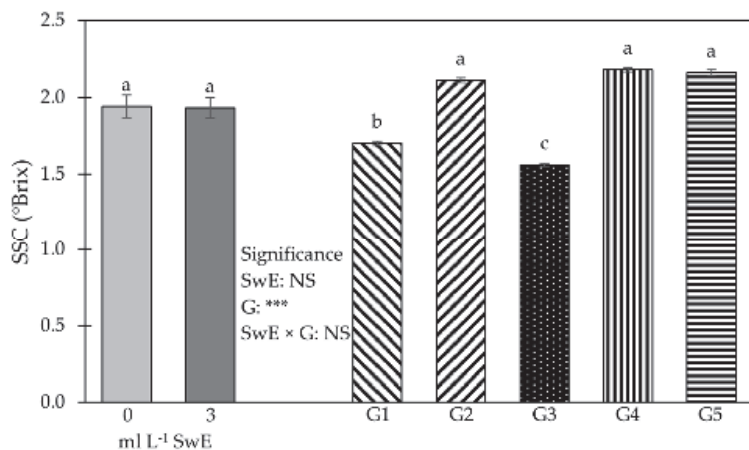 2.5
2.0
1.5
1.0
0.5
0.0
SSC (°Brix)
a
a
b
a
c
a
a
Significance
SwE: NS
G: ***
SwE × G: NS
0
3
G1
G2
G3
G4
G5
ml L⁻¹ SwE